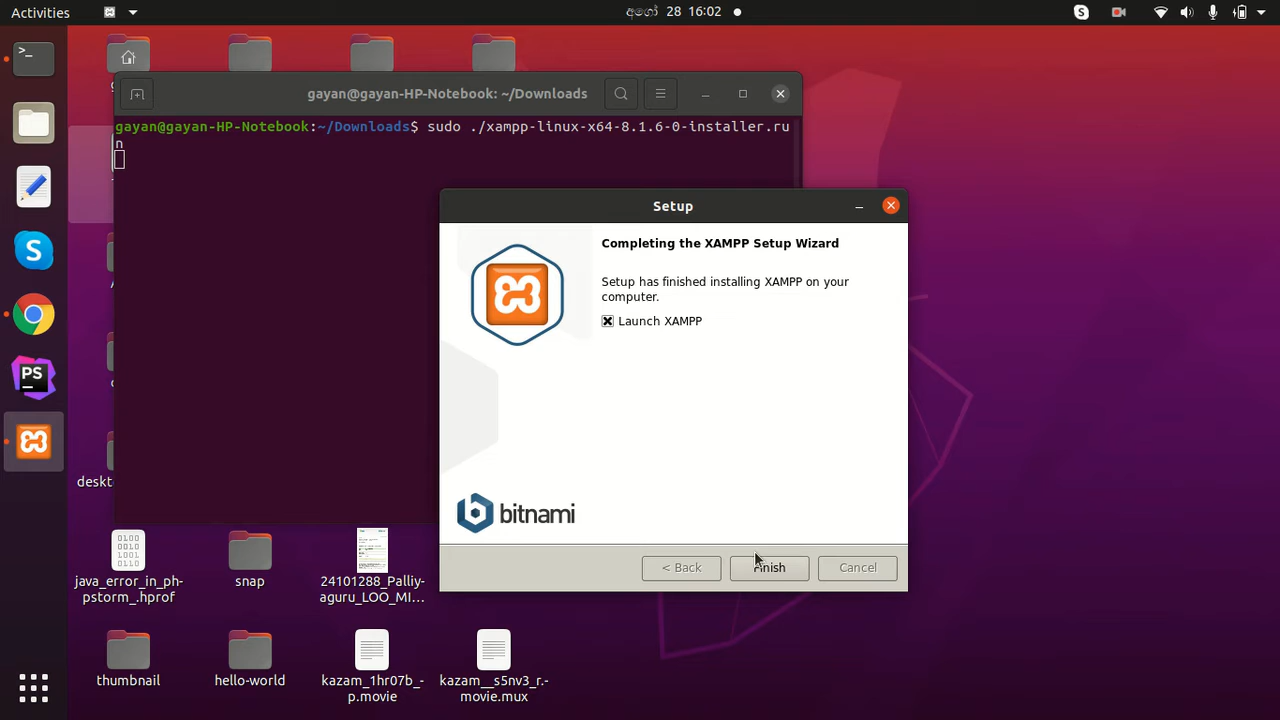 Activities
අගෝ 28 16:02
gayan@gayan-HP-Notebook: ~/Downloads
gayan@gayan-HP-Notebook:~/Downloads$ sudo ./xampp-linux-x64-8.1.6-0-installer.ru
n
Setup
Completing the XAMPP Setup Wizard
Setup has finished installing XAMPP on your
computer.
Launch XAMPP
bitnami
< Back
Finish
Cancel
PS
deskt
java_error_in_ph-
pstorm_.hprof
snap
24101288_Palliy-
aguru_LOO_MI...
thumbnail
hello-world
kazam_1hr07b_-
p.movie
kazam__s5nv3_r.-
movie.mux